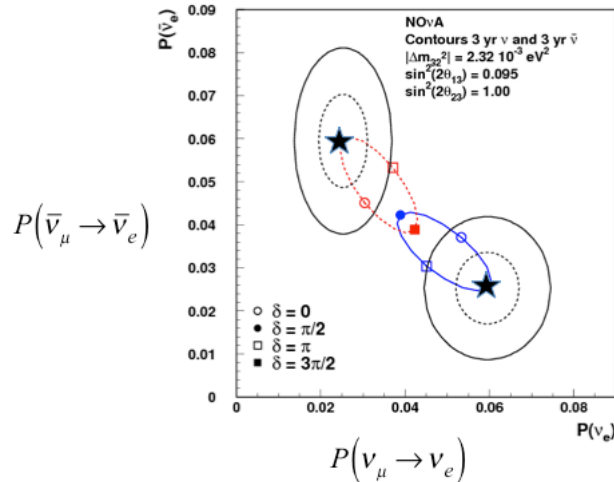 P(ν̄ₑ)
0.09
0.08
0.07
0.06
0.05
0.04
0.03
0.02
0.01
0
NOνA
Contours 3 yr ν and 3 yr ν̄
|Δm₃₂²| = 2.32 10⁻³ eV²
sin²(2θ₁₃) = 0.095
sin²(2θ₂₃) = 1.00
P(ν̄μ → ν̄ₑ)
δ = 0
δ = π/2
δ = π
δ = 3π/2
0 0.02 0.04 0.06 0.08
P(νₑ)
P(νμ → νₑ)